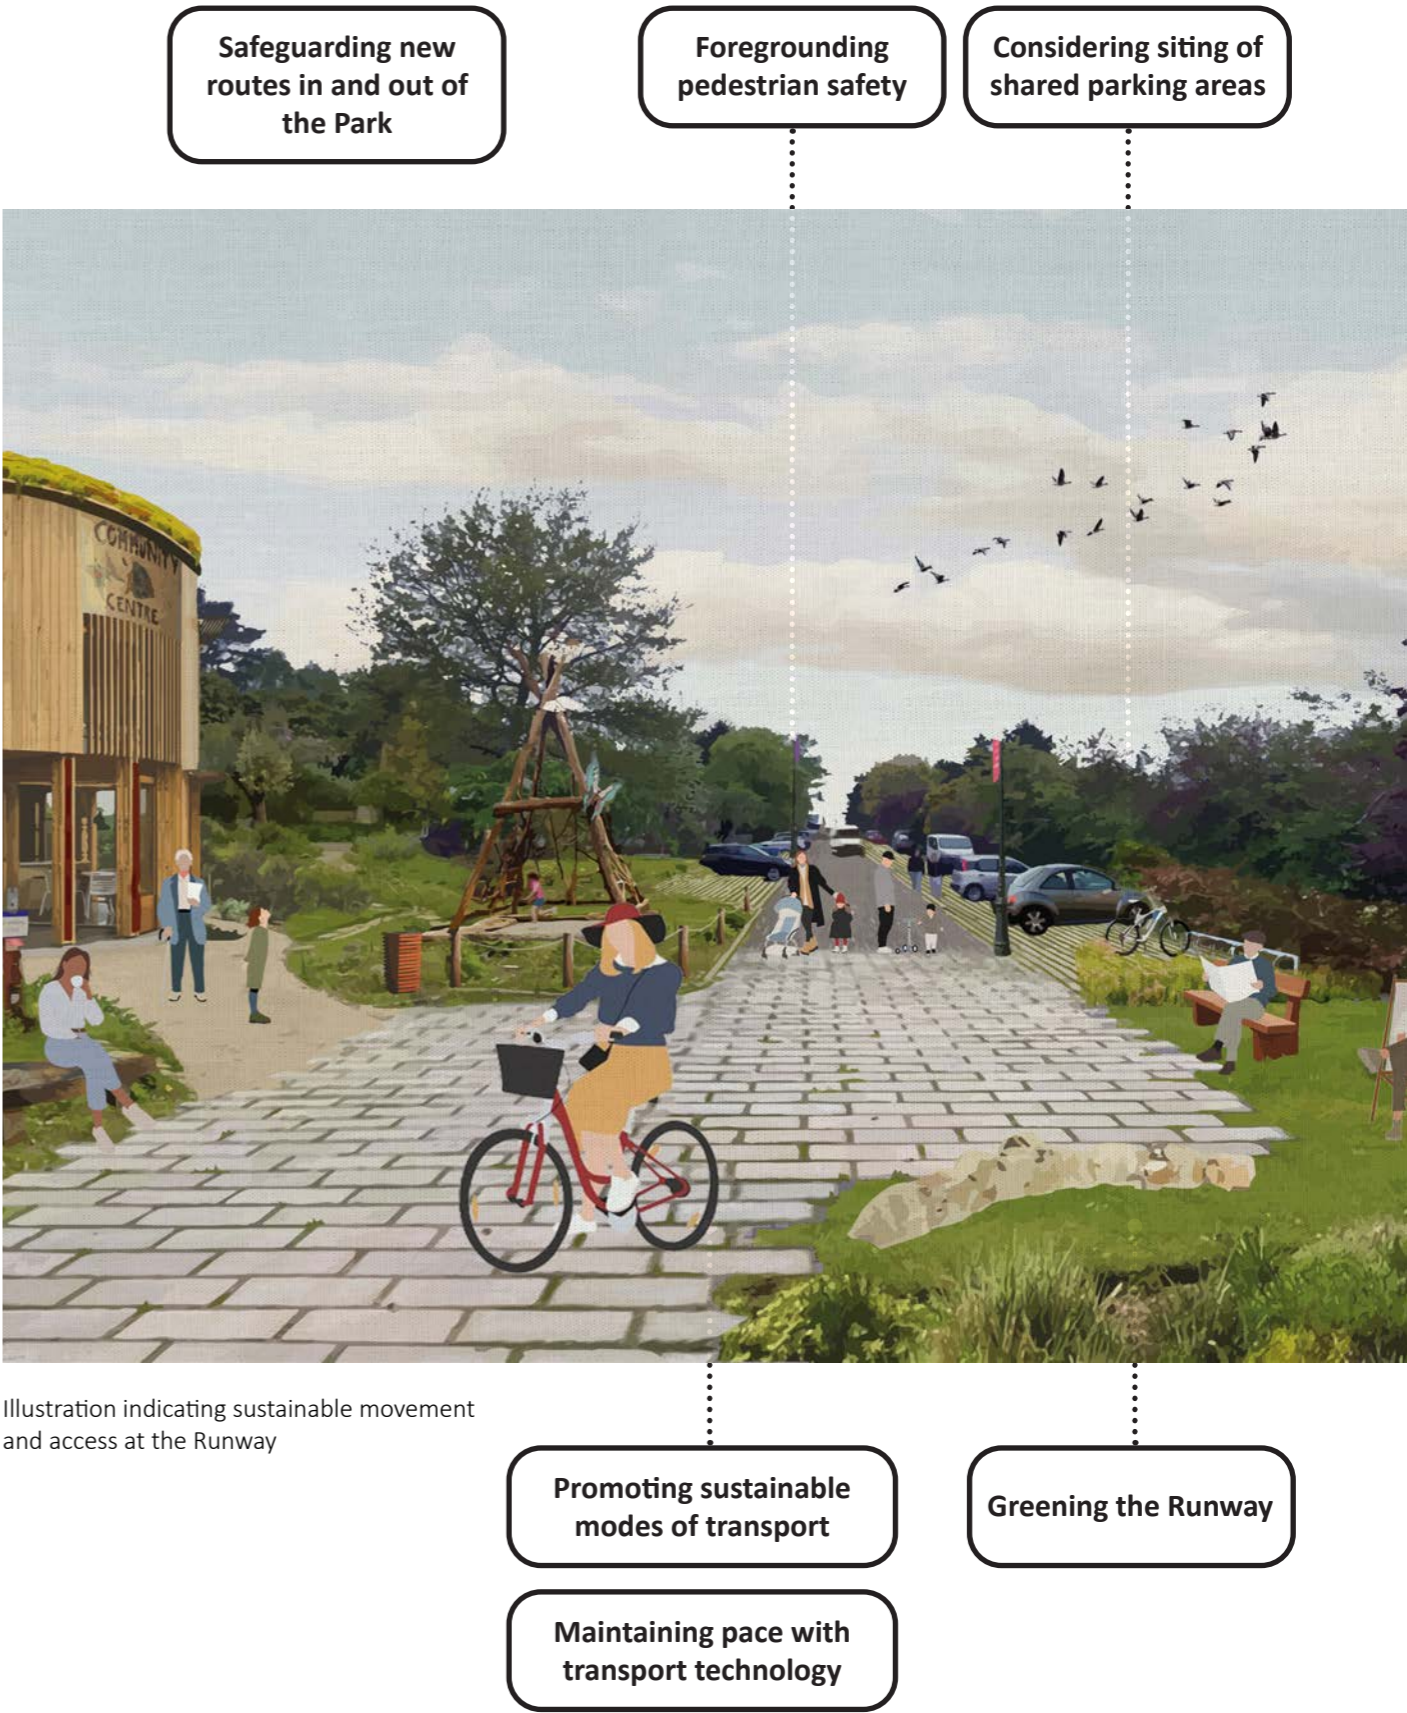 Safeguarding new
routes in and out of
the Park
Foregrounding
pedestrian safety
Considering siting of
shared parking areas
COMMUNITY
CENTRE
Illustration indicating sustainable movement
and access at the Runway
Promoting sustainable
modes of transport
Greening the Runway
Maintaining pace with
transport technology